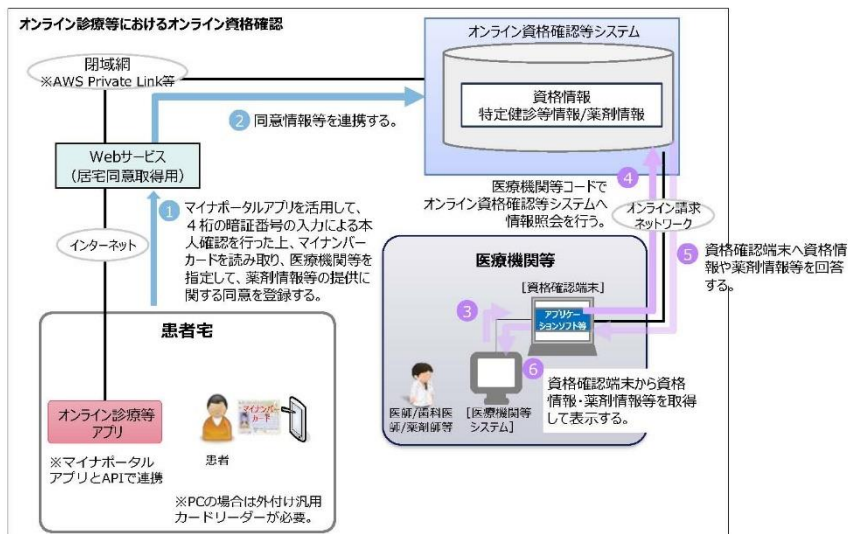 オンライン診療等におけるオンライン資格確認
オンライン資格確認等システム
閉域網
※AWS Private Link等
資格情報
特定健診等情報/薬剤情報
2 同意情報等を連携する。
Webサービス
(居宅同意取得用)
4
医療機関等コードで
オンライン資格確認等システムへ
情報照会を行う。
オンライン請求
ネットワーク
1 マイナポータルアプリを活用して、
4桁の暗証番号の入力による本
人確認を行った上、マイナンバー
カードを読み取り、医療機関等を
指定して、薬剤情報等の提供に
関する同意を登録する。
インターネット
5 資格確認端末へ資格情
報や薬剤情報等を回答
する。
医療機関等
[資格確認端末]
アプリケー
ションソフト等
3
患者宅
6
資格確認端末から資格
情報・薬剤情報等を取得
して表示する。
医師/歯科医
師/薬剤師等
[医療機関等
システム]
オンライン診療等
アプリ
マイナンバー
カード
患者
※マイナポータル
アプリとAPIで連携
※PCの場合は外付け汎用
カードリーダーが必要。